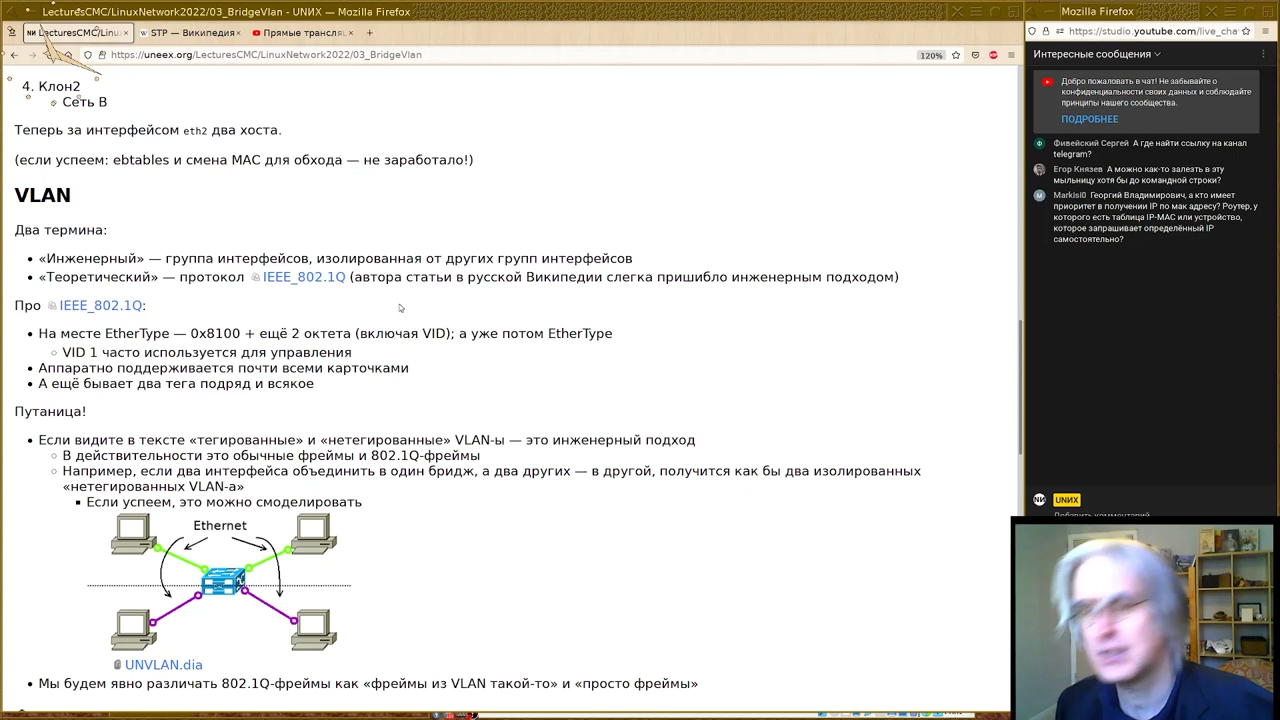 LecturesCMC/LinuxNetwork2022/03_BridgeVlan - UNИX — Mozilla Firefox
LecturesCMC/Linu
STP — Википедия
Прямые трансля
https://uneex.org/LecturesCMC/LinuxNetwork2022/03_BridgeVlan
120%
4. Клон2
Сеть B
Теперь за интерфейсом eth2 два хоста.
(если успеем: ebtables и смена MAC для обхода — не заработало!)
VLAN
Два термина:
«Инженерный» — группа интерфейсов, изолированная от других групп интерфейсов
«Теоретический» — протокол IEEE_802.1Q (автора статьи в русской Википедии слегка пришибло инженерным подходом)
Про IEEE_802.1Q:
На месте EtherType — 0x8100 + ещё 2 октета (включая VID); а уже потом EtherType
VID 1 часто используется для управления
Аппаратно поддерживается почти всеми карточками
А ещё бывает два тега подряд и всякое
Путаница!
Если видите в тексте «тегированные» и «нетегированные» VLAN-ы — это инженерный подход
В действительности это обычные фреймы и 802.1Q-фреймы
Например, если два интерфейса объединить в один бридж, а два других — в другой, получится как бы два изолированных
«нетегированных VLAN-а»
Если успеем, это можно смоделировать
Ethernet
UNVLAN.dia
Мы будем явно различать 802.1Q-фреймы как «фреймы из VLAN такой-то» и «просто фреймы»
Mozilla Firefox
https://studio.youtube.com/live_cha
Интересные сообщения
Добро пожаловать в чат! Не забывайте о
конфиденциальности своих данных и соблюдайте
принципы нашего сообщества.
ПОДРОБНЕЕ
Фивейский Сергей А где найти ссылку на канал
telegram?
Егор Князев А можно как-то залезть в эту
мыльницу хотя бы до командной строки?
Markisi0 Георгий Владимирович, а кто имеет
приоритет в получении IP по мак адресу? Роутер, у
которого есть таблица IP-MAC или устройство,
которое запрашивает определённый IP
самостоятельно?
UNИX